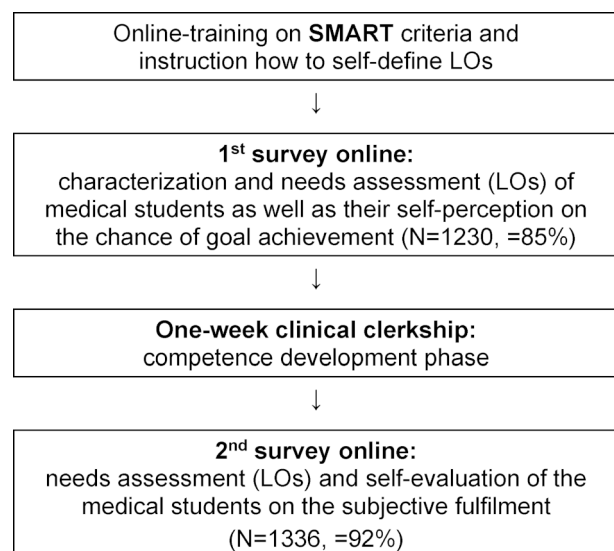 Online-training on SMART criteria and
instruction how to self-define LOs
↓
1st survey online:
characterization and needs assessment (LOs) of
medical students as well as their self-perception on
the chance of goal achievement (N=1230, =85%)
↓
One-week clinical clerkship:
competence development phase
↓
2nd survey online:
needs assessment (LOs) and self-evaluation of the
medical students on the subjective fulfilment
(N=1336, =92%)